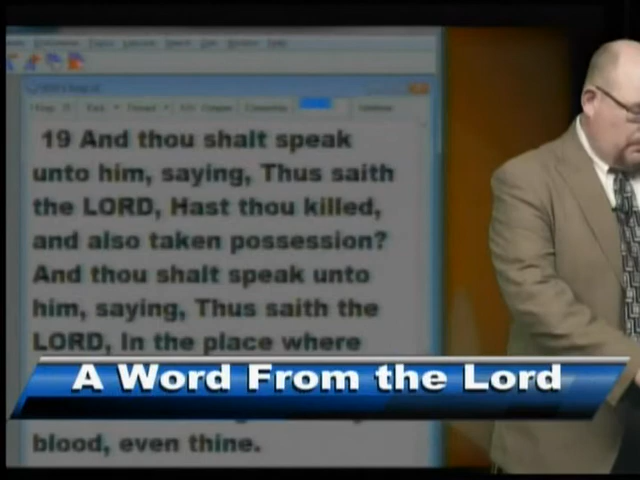 19 And thou shalt speak
unto him, saying, Thus saith
the LORD, Hast thou killed,
and also taken possession?
And thou shalt speak unto
him, saying, Thus saith the
LORD, In the place where
A Word From the Lord
blood, even thine.